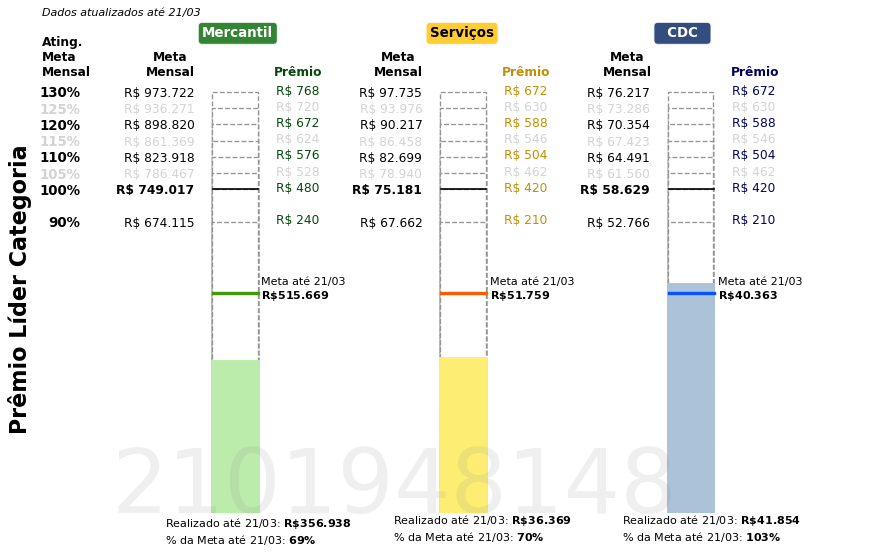 Dados atualizados até 21/03
Mercantil Serviços CDC
Ating.
Meta Meta Meta Meta
Mensal Mensal Prêmio Mensal Prêmio Mensal Prêmio
130% R$ 973.722 R$ 768 R$ 97.735 R$ 672 R$ 76.217 R$ 672
125% R$ 936.271 R$ 720 R$ 93.976 R$ 630 R$ 73.286 R$ 630
120% R$ 898.820 R$ 672 R$ 90.217 R$ 588 R$ 70.354 R$ 588
115% R$ 861.369 R$ 624 R$ 86.458 R$ 546 R$ 67.423 R$ 546
110% R$ 823.918 R$ 576 R$ 82.699 R$ 504 R$ 64.491 R$ 504
105% R$ 786.467 R$ 528 R$ 78.940 R$ 462 R$ 61.560 R$ 462
100% R$ 749.017 R$ 480 R$ 75.181 R$ 420 R$ 58.629 R$ 420
90% R$ 674.115 R$ 240 R$ 67.662 R$ 210 R$ 52.766 R$ 210
Prêmio Líder Categoria
Meta até 21/03 Meta até 21/03 Meta até 21/03
R$515.669 R$51.759 R$40.363
2101948148
Realizado até 21/03: R$356.938 Realizado até 21/03: R$36.369 Realizado até 21/03: R$41.854
% da Meta até 21/03: 69% % da Meta até 21/03: 70% % da Meta até 21/03: 103%